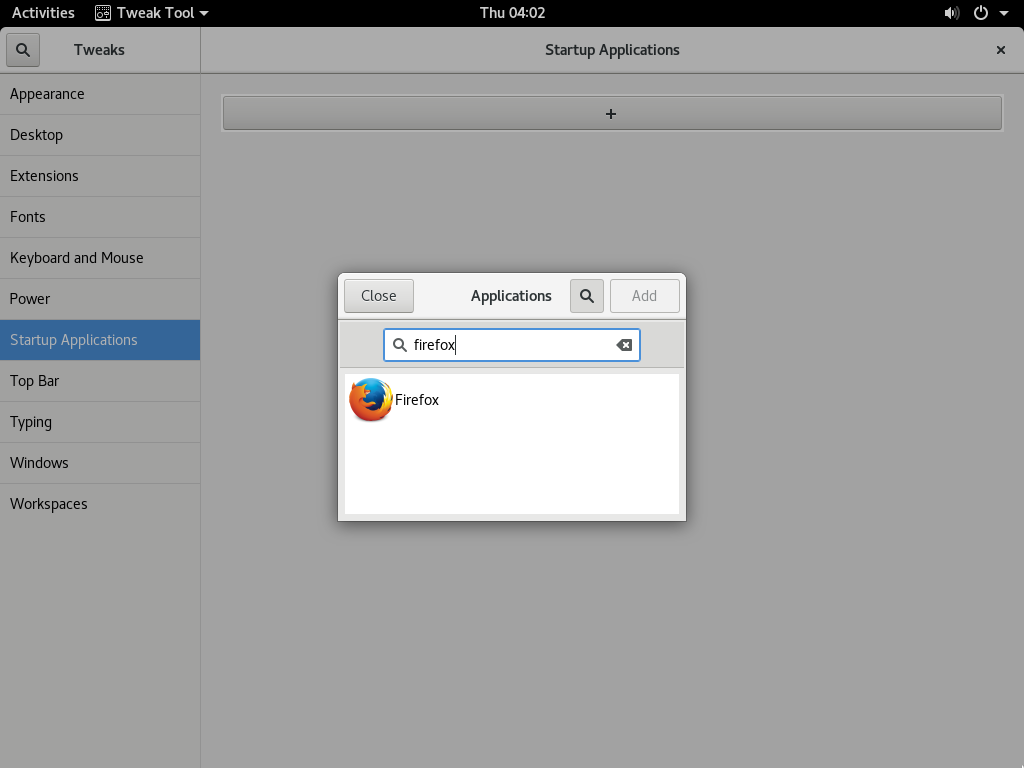 Activities
Tweak Tool
Thu 04:02
Tweaks
Startup Applications
Appearance
Desktop
Extensions
Fonts
Keyboard and Mouse
Power
Startup Applications
Top Bar
Typing
Windows
Workspaces
+
Close
Applications
Add
firefox
Firefox